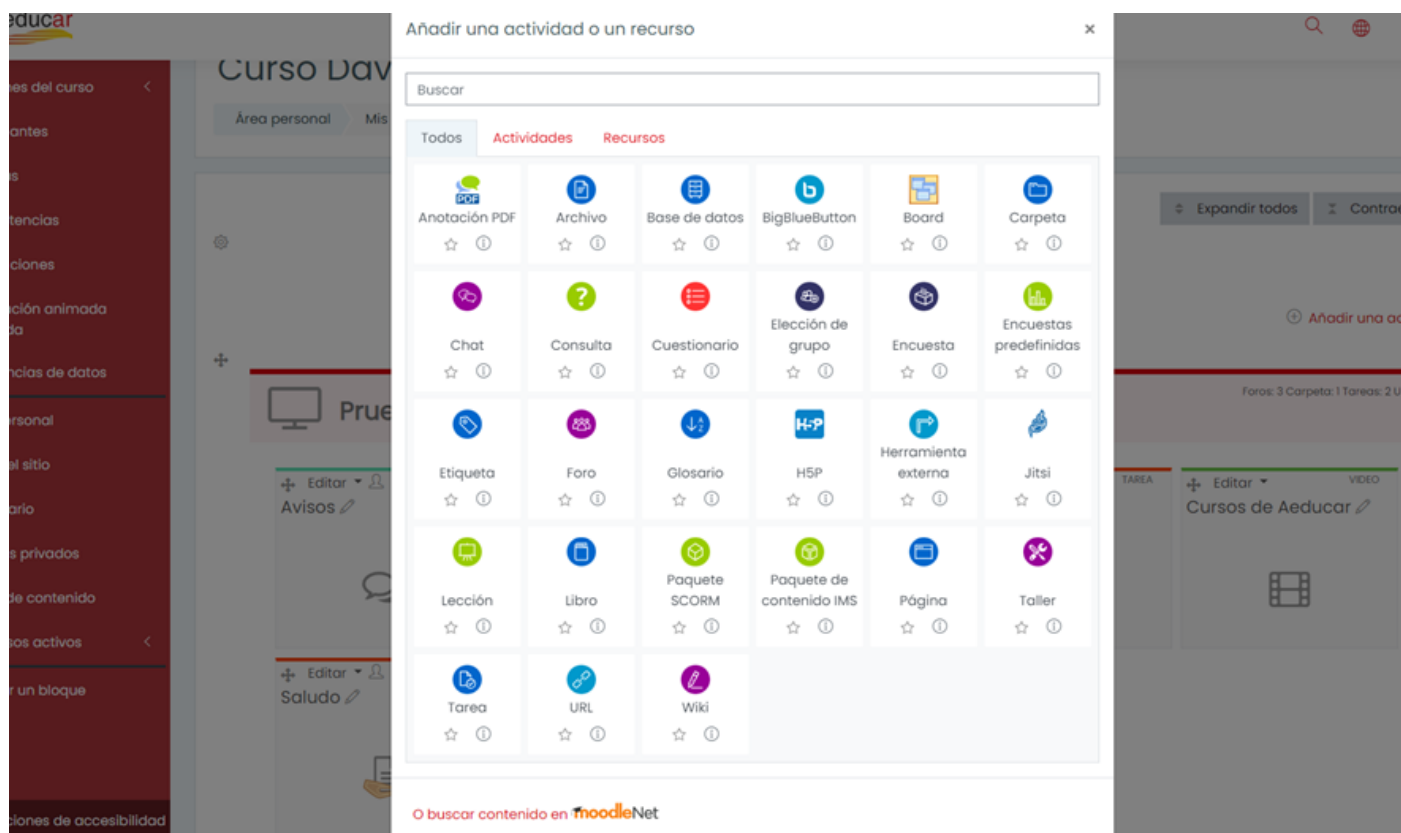 educar
Añadir una actividad o un recurso
×
Curso Dav
Buscar
nes del curso
Área personal Mis
antes
Todos Actividades Recursos
as
tencias
ciones
ción animada
da
ncias de datos
rsonal
el sitio
ario
s privados
de contenido
sos activos
r un bloque
ciones de accesibilidad
PDF
Anotación PDF Archivo Base de datos BigBlueButton Board Carpeta
Expandir todos Contrae
Chat Consulta Cuestionario Elección de grupo Encuesta Encuestas predefinidas
Añadir una ac
Prue
Foros: 3 Carpeta: 1 Tareas: 2 U
H5P
Etiqueta Foro Glosario H5P Herramienta externa Jitsi
Editar
Avisos
TAREA
Editar VIDEO
Cursos de Aeducar
Lección Libro Paquete SCORM Paquete de contenido IMS Página Taller
Editar
Saludo
Tarea URL Wiki
O buscar contenido en moodleNet